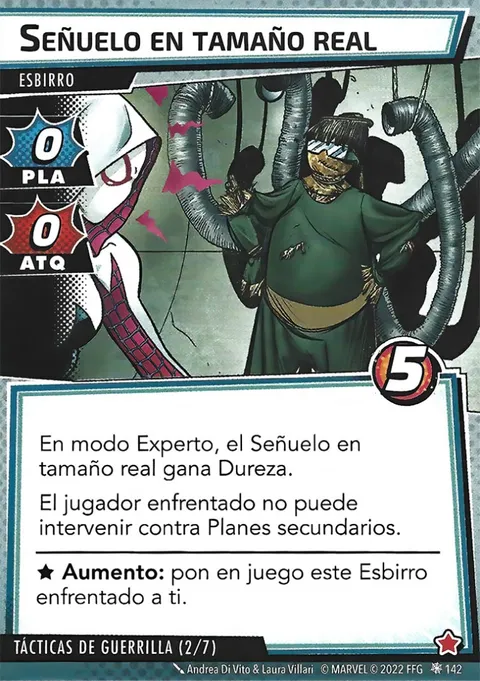 SEÑUELO EN TAMAÑO REAL
ESBIRRO
0
PLA
0
ATQ
5
En modo Experto, el Señuelo en
tamaño real gana Dureza.
El jugador enfrentado no puede
intervenir contra Planes secundarios.
★ Aumento: pon en juego este Esbirro
enfrentado a ti.
TÁCTICAS DE GUERRILLA (2/7)
Andrea Di Vito & Laura Villari © MARVEL © 2022 FFG 142